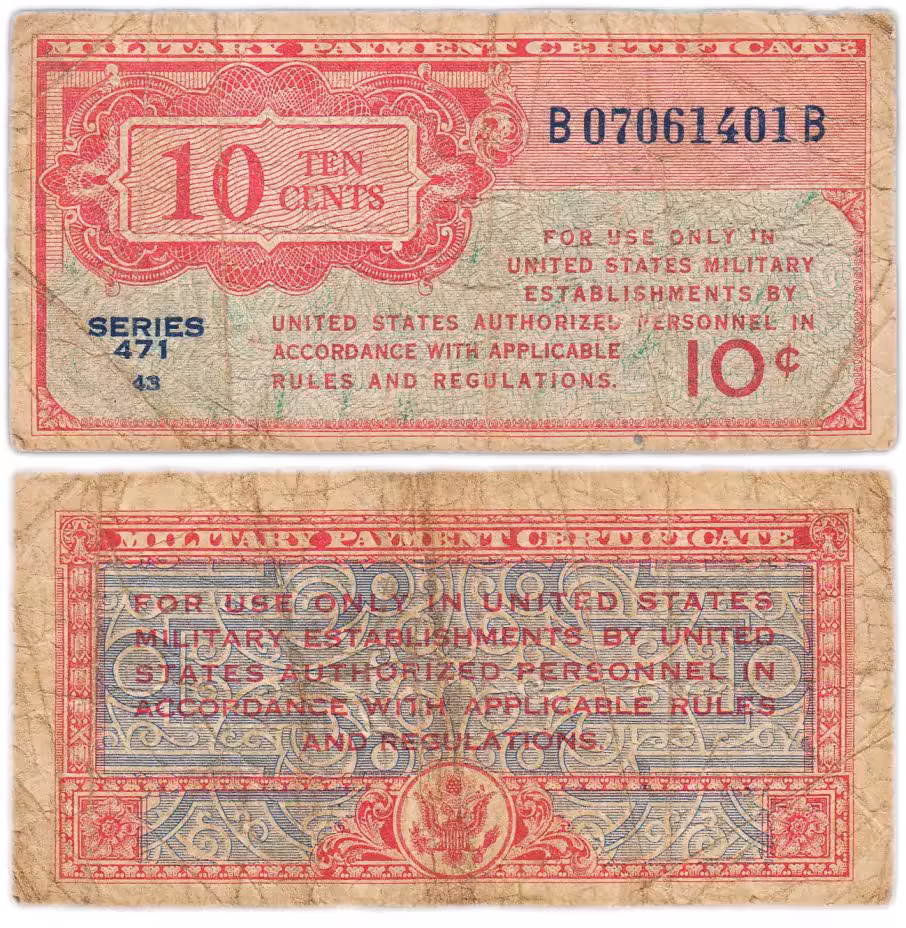 MILITARY PAYMENT CERTIFICATE
B07061401B
10 TEN
CENTS
FOR USE ONLY IN
UNITED STATES MILITARY
ESTABLISHMENTS BY
UNITED STATES AUTHORIZED PERSONNEL IN
ACCORDANCE WITH APPLICABLE
RULES AND REGULATIONS.
10¢
SERIES
471
43
MILITARY PAYMENT CERTIFICATE
FOR USE ONLY IN UNITED STATES
MILITARY ESTABLISHMENTS BY UNITED
STATES AUTHORIZED PERSONNEL IN
ACCORDANCE WITH APPLICABLE RULES
AND REGULATIONS.